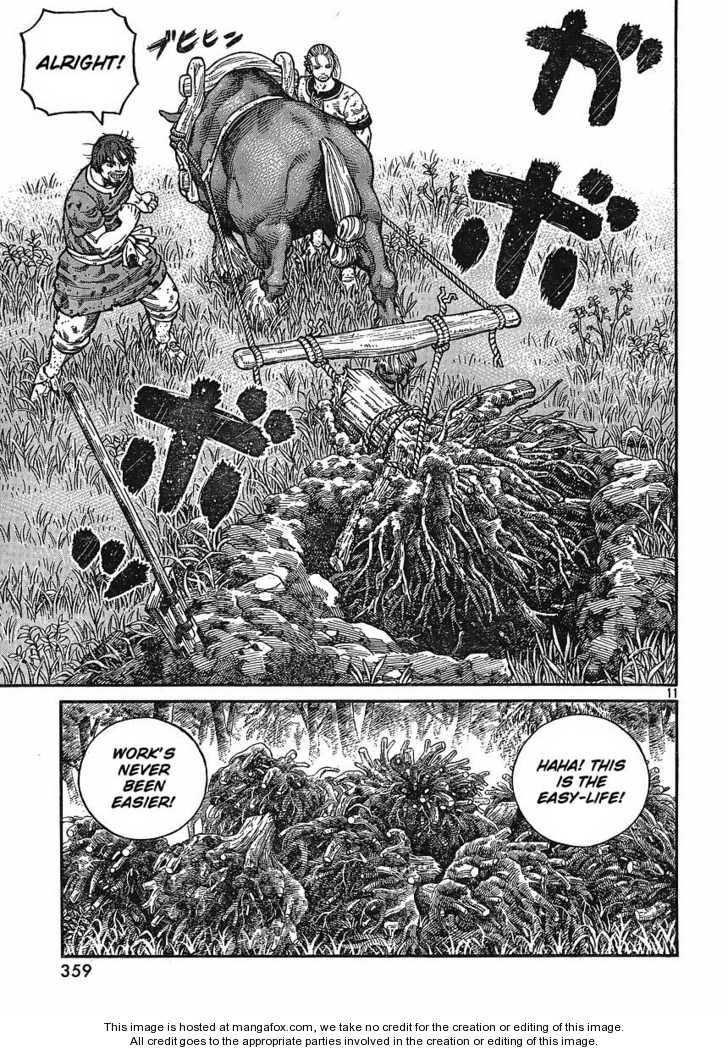 ガ
ボ
ブヒヒン
ALRIGHT!
ボ
ッ
11
HAHA! THIS
IS THE
EASY-LIFE!
WORK'S
NEVER
BEEN
EASIER!
359
This image is hosted at mangafox.com, we take no credit for the creation or editing of this image.
All credit goes to the appropriate parties involved in the creation or editing of this image.